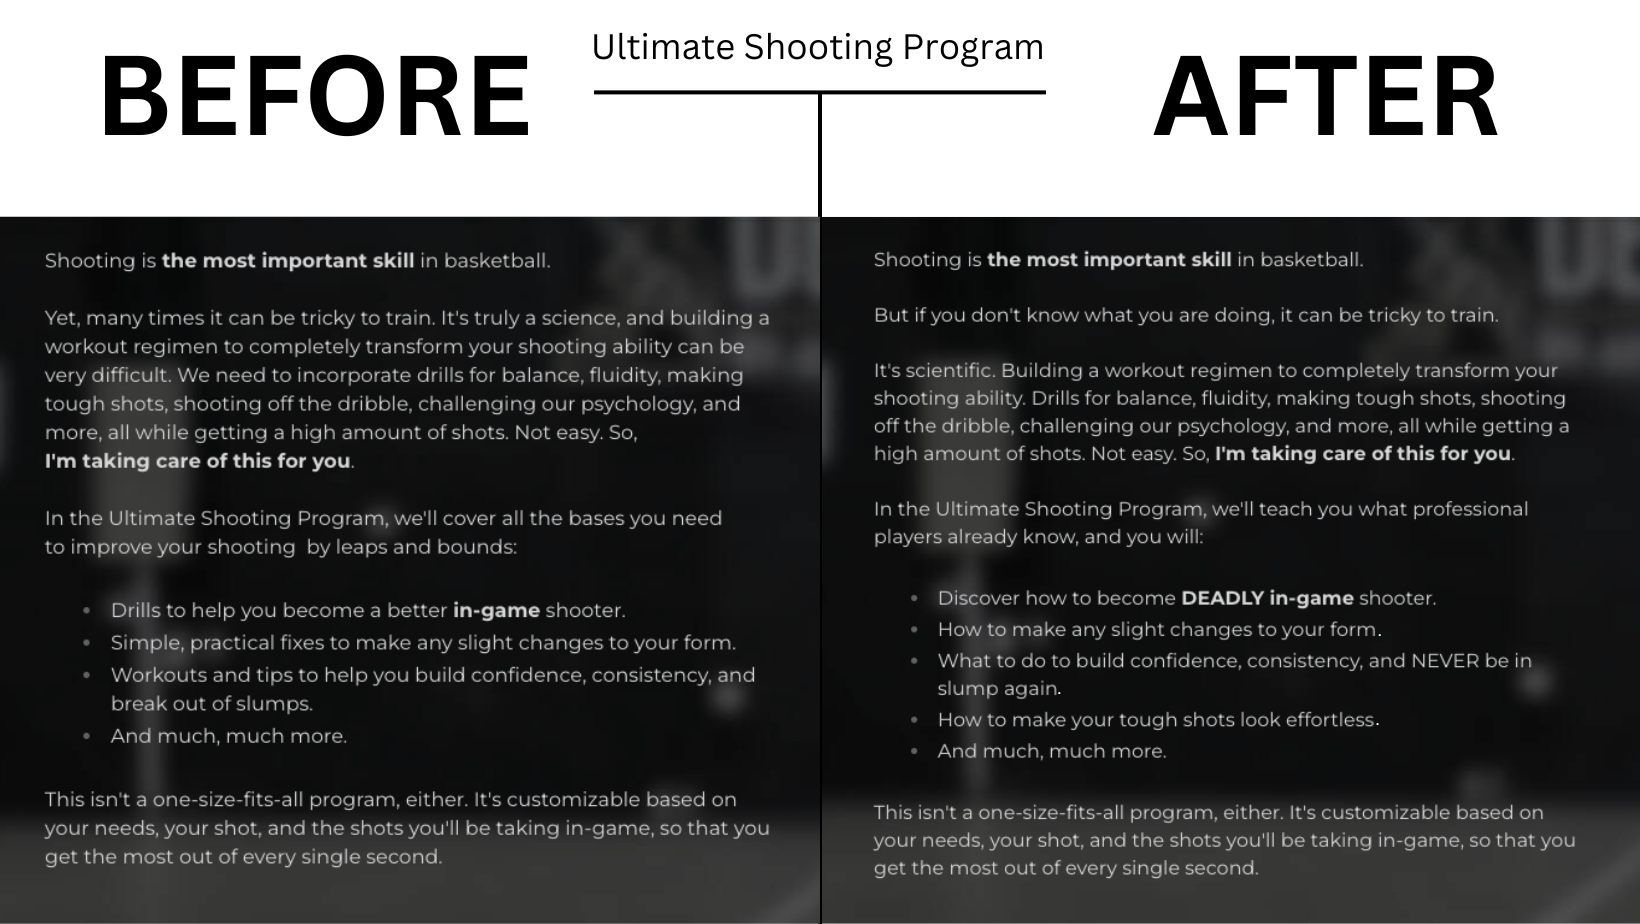 Ultimate Shooting Program
BEFORE
AFTER
Shooting is the most important skill in basketball.
Yet, many times it can be tricky to train. It's truly a science, and building a
workout regimen to completely transform your shooting ability can be
very difficult. We need to incorporate drills for balance, fluidity, making
tough shots, shooting off the dribble, challenging our psychology, and
more, all while getting a high amount of shots. Not easy. So,
I'm taking care of this for you.
In the Ultimate Shooting Program, we'll cover all the bases you need
to improve your shooting  by leaps and bounds:
• Drills to help you become a better in-game shooter.
• Simple, practical fixes to make any slight changes to your form.
• Workouts and tips to help you build confidence, consistency, and
break out of slumps.
• And much, much more.
This isn't a one-size-fits-all program, either. It's customizable based on
your needs, your shot, and the shots you'll be taking in-game, so that you
get the most out of every single second.
Shooting is the most important skill in basketball.
But if you don't know what you are doing, it can be tricky to train.
It's scientific. Building a workout regimen to completely transform your
shooting ability. Drills for balance, fluidity, making tough shots, shooting
off the dribble, challenging our psychology, and more, all while getting a
high amount of shots. Not easy. So, I'm taking care of this for you.
In the Ultimate Shooting Program, we'll teach you what professional
players already know, and you will:
• Discover how to become DEADLY in-game shooter.
• How to make any slight changes to your form.
• What to do to build confidence, consistency, and NEVER be in
slump again.
• How to make your tough shots look effortless.
• And much, much more.
This isn't a one-size-fits-all program, either. It's customizable based on
your needs, your shot, and the shots you'll be taking in-game, so that you
get the most out of every single second.